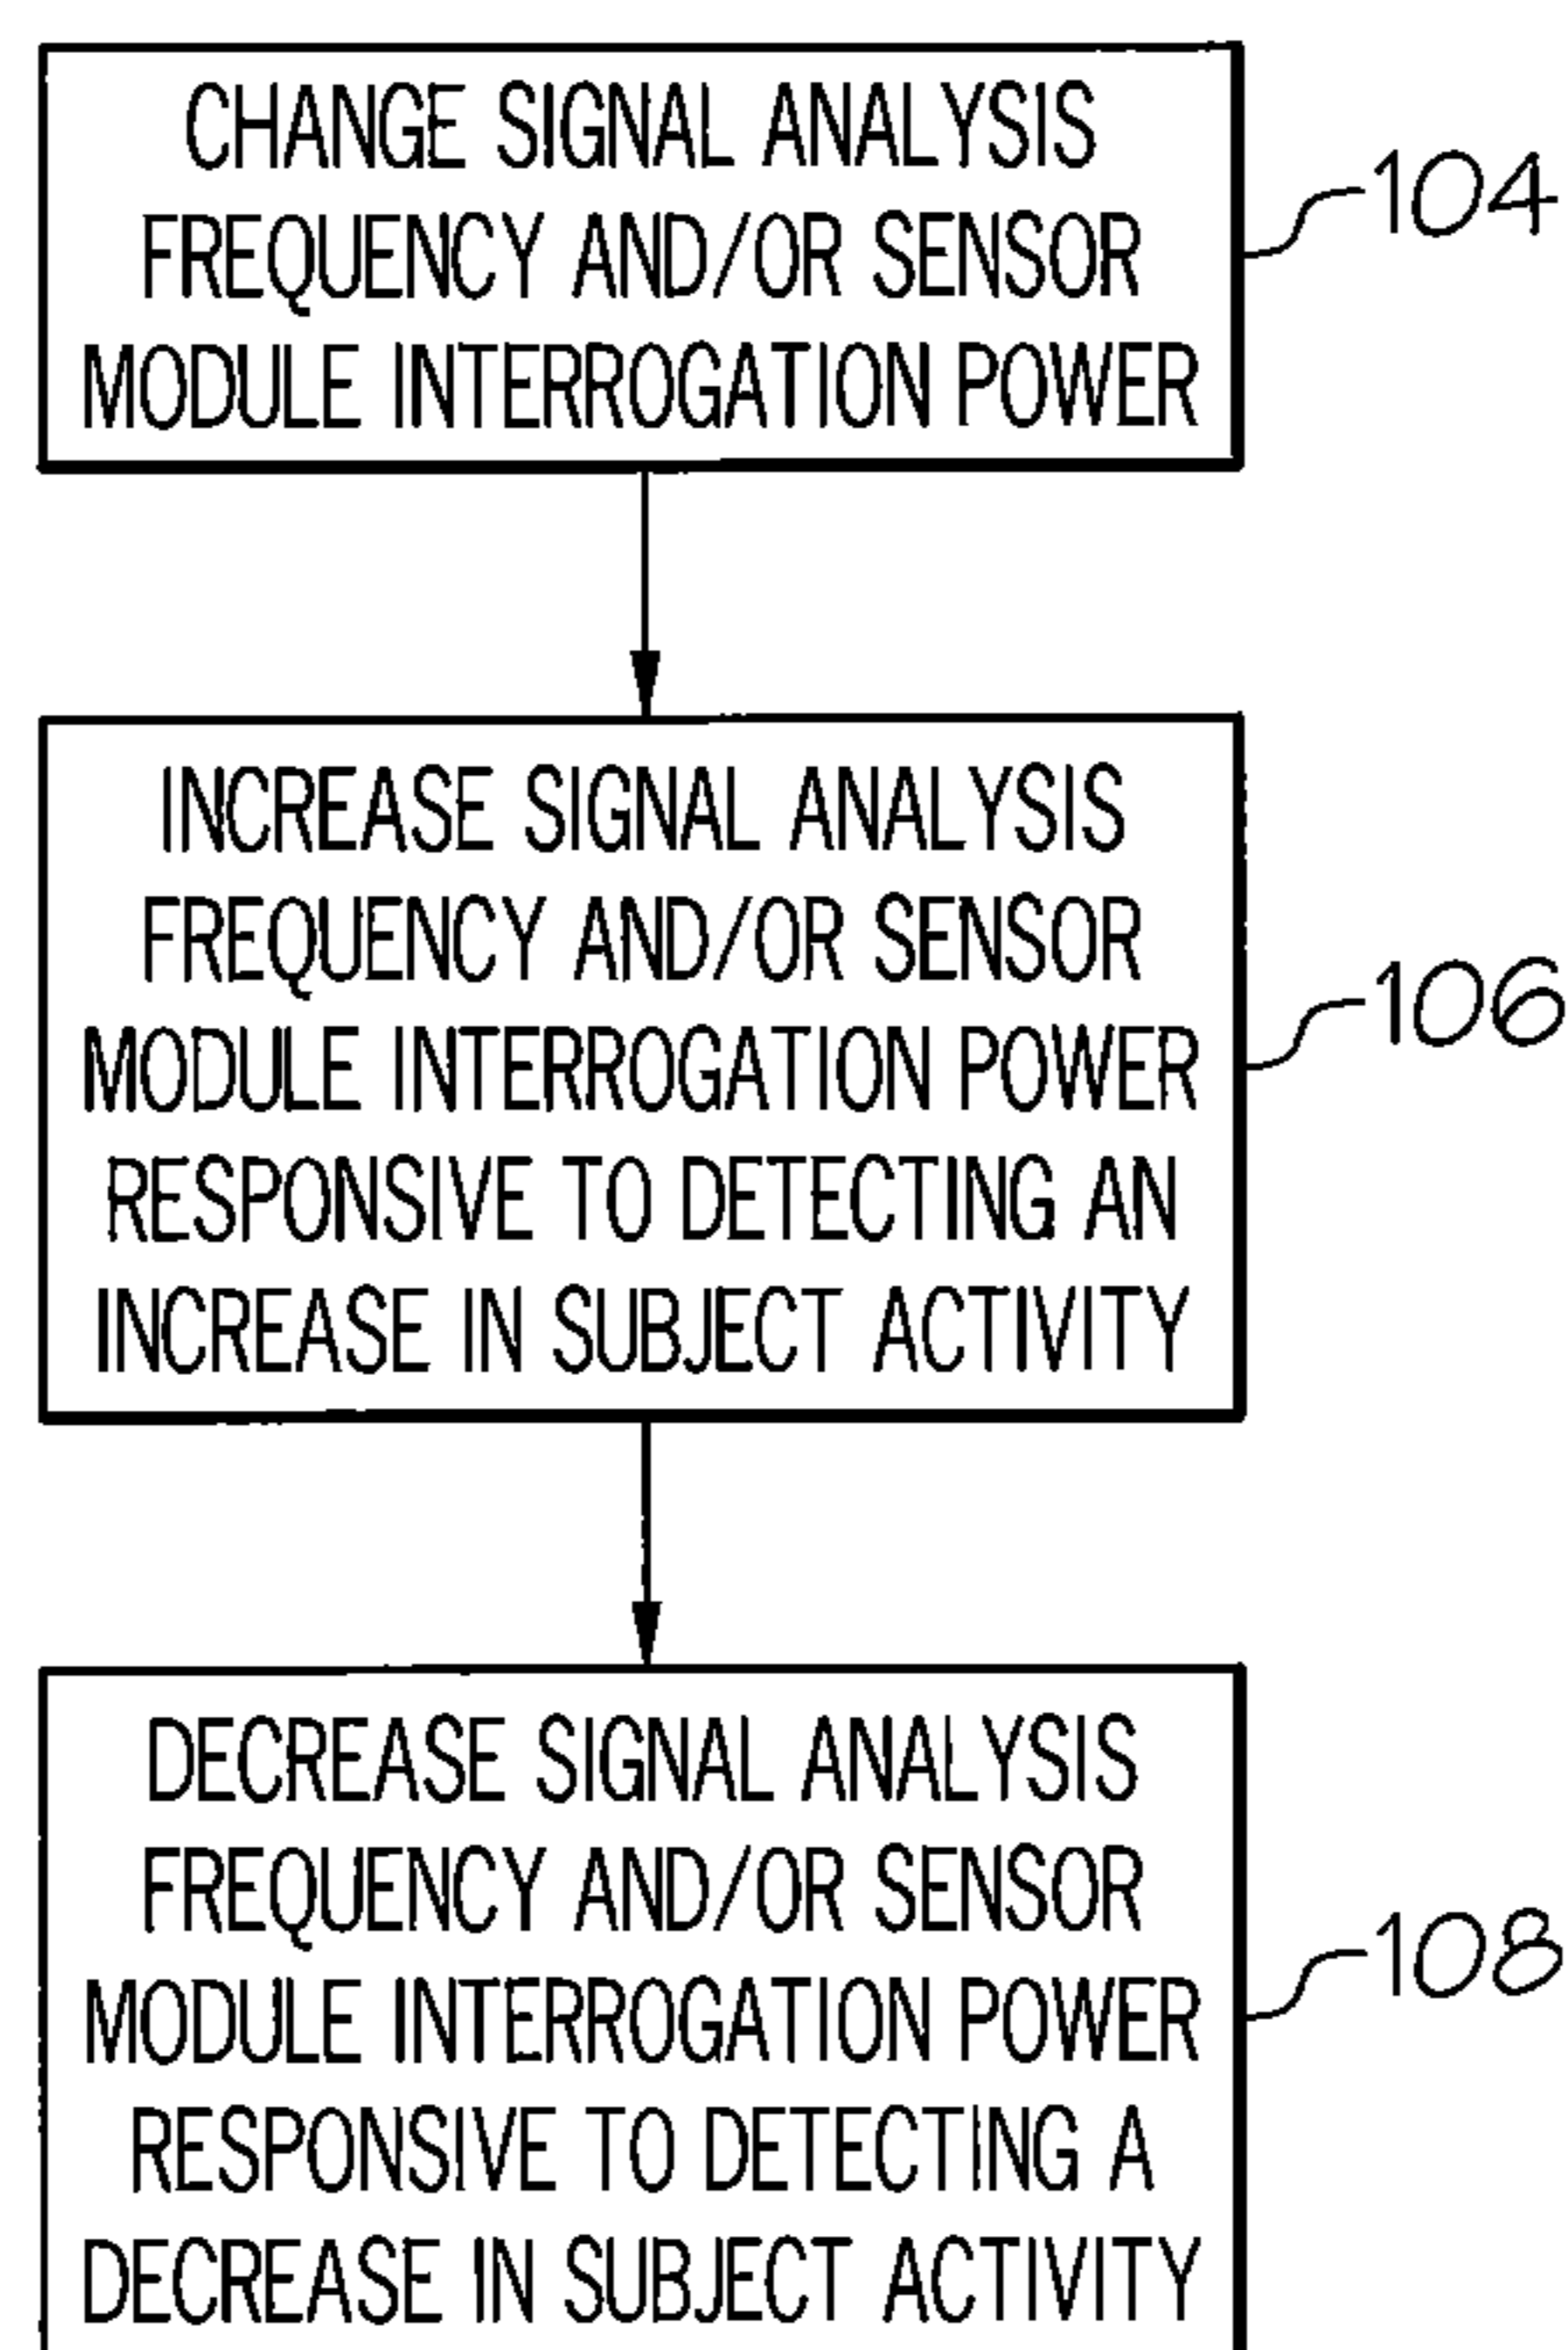 CHANGE SIGNAL ANALYSIS
FREQUENCY AND/OR SENSOR
MODULE INTERROGATION POWER
104
INCREASE SIGNAL ANALYSIS
FREQUENCY AND/OR SENSOR
MODULE INTERROGATION POWER
RESPONSIVE TO DETECTING AN
INCREASE IN SUBJECT ACTIVITY
106
DECREASE SIGNAL ANALYSIS
FREQUENCY AND/OR SENSOR
MODULE INTERROGATION POWER
RESPONSIVE TO DETECTING A
DECREASE IN SUBJECT ACTIVITY
108